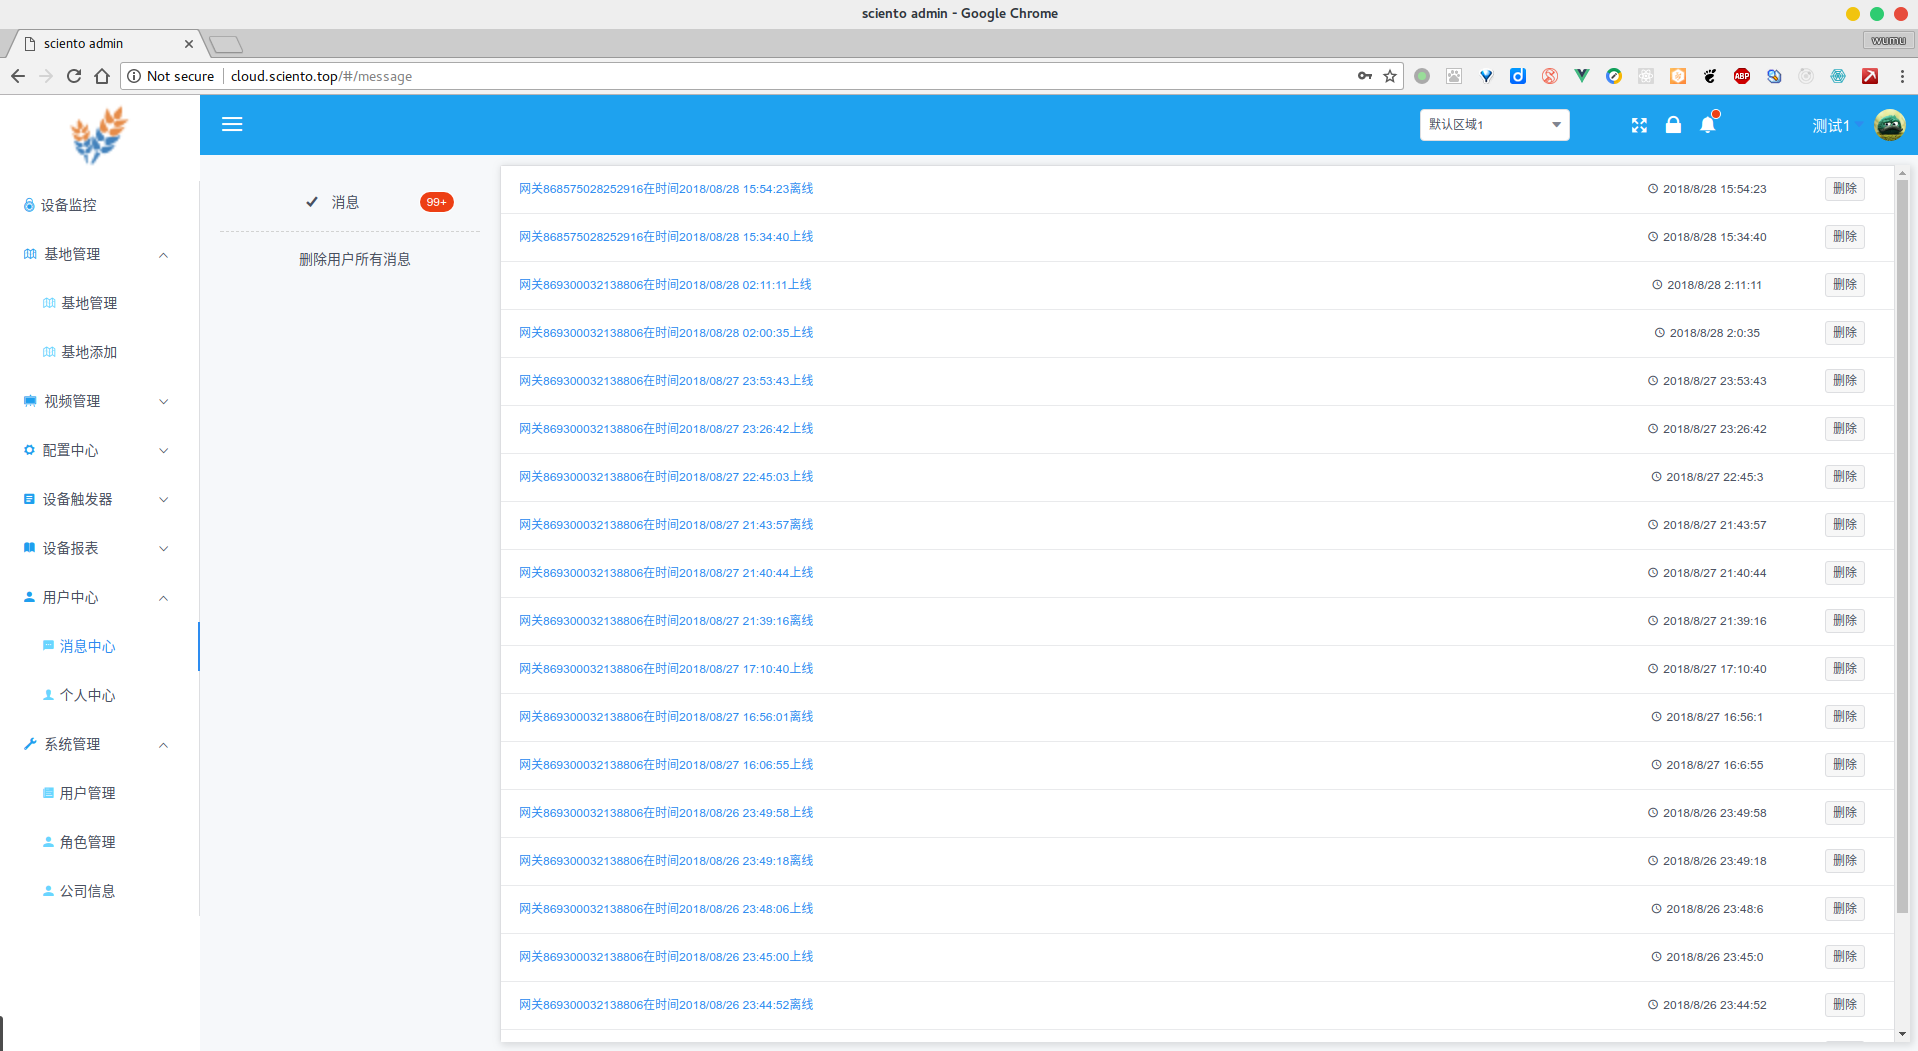 sciento admin - Google Chrome
sciento admin
wumu
Not secure
cloud.sciento.top/#/message
ABP
默认区域1
测试1
设备监控
基地管理
基地管理
基地添加
视频管理
配置中心
设备触发器
设备报表
用户中心
消息中心
个人中心
系统管理
用户管理
角色管理
公司信息
消息 99+
删除用户所有消息
网关868575028252916在时间2018/08/28 15:54:23离线 2018/8/28 15:54:23 删除
网关868575028252916在时间2018/08/28 15:34:40上线 2018/8/28 15:34:40 删除
网关869300032138806在时间2018/08/28 02:11:11上线 2018/8/28 2:11:11 删除
网关869300032138806在时间2018/08/28 02:00:35上线 2018/8/28 2:0:35 删除
网关869300032138806在时间2018/08/27 23:53:43上线 2018/8/27 23:53:43 删除
网关869300032138806在时间2018/08/27 23:26:42上线 2018/8/27 23:26:42 删除
网关869300032138806在时间2018/08/27 22:45:03上线 2018/8/27 22:45:3 删除
网关869300032138806在时间2018/08/27 21:43:57离线 2018/8/27 21:43:57 删除
网关869300032138806在时间2018/08/27 21:40:44上线 2018/8/27 21:40:44 删除
网关869300032138806在时间2018/08/27 21:39:16离线 2018/8/27 21:39:16 删除
网关869300032138806在时间2018/08/27 17:10:40上线 2018/8/27 17:10:40 删除
网关869300032138806在时间2018/08/27 16:56:01离线 2018/8/27 16:56:1 删除
网关869300032138806在时间2018/08/27 16:06:55上线 2018/8/27 16:6:55 删除
网关869300032138806在时间2018/08/26 23:49:58上线 2018/8/26 23:49:58 删除
网关869300032138806在时间2018/08/26 23:49:18离线 2018/8/26 23:49:18 删除
网关869300032138806在时间2018/08/26 23:48:06上线 2018/8/26 23:48:6 删除
网关869300032138806在时间2018/08/26 23:45:00上线 2018/8/26 23:45:0 删除
网关869300032138806在时间2018/08/26 23:44:52离线 2018/8/26 23:44:52 删除